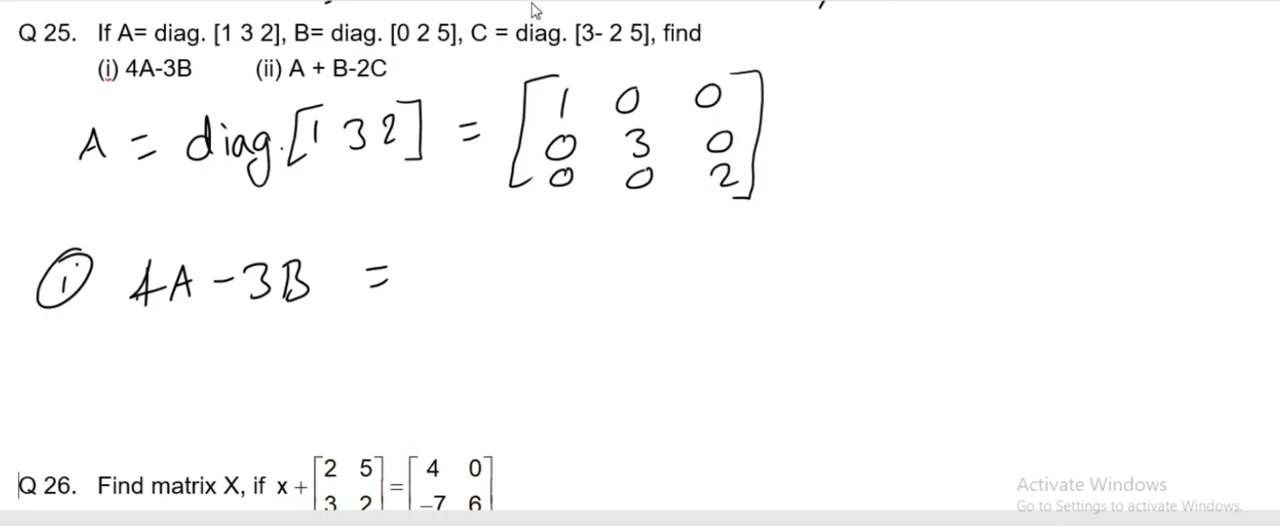 Q 25. If A= diag. [1 3 2], B= diag. [0 2 5], C = diag. [3- 2 5], find
(i) 4A-3B (ii) A + B-2C
A = diag. [1 3 2] = [1 0 0
0 3 0
0 0 2]
(i) 4A - 3B =
Q 26. Find matrix X, if x + [2 5 = [4 0
3 2] -7 6]
Activate Windows
Go to Settings to activate Windows.